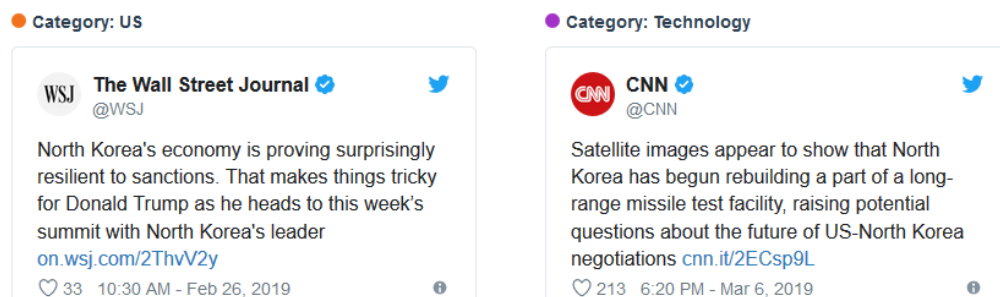 Category: US
WSJ
The Wall Street Journal
@WSJ
North Korea's economy is proving surprisingly
resilient to sanctions. That makes things tricky
for Donald Trump as he heads to this week’s
summit with North Korea's leader
on.wsj.com/2ThvV2y
33 10:30 AM - Feb 26, 2019
Category: Technology
CNN
CNN
@CNN
Satellite images appear to show that North
Korea has begun rebuilding a part of a long-
range missile test facility, raising potential
questions about the future of US-North Korea
negotiations cnn.it/2ECsp9L
213 6:20 PM - Mar 6, 2019